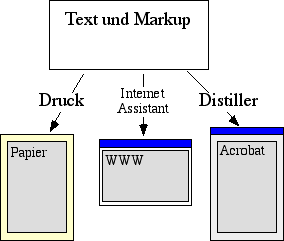 Text und Markup
Druck
Internet
Assistant
Distiller
Papier
WWW
Acrobat